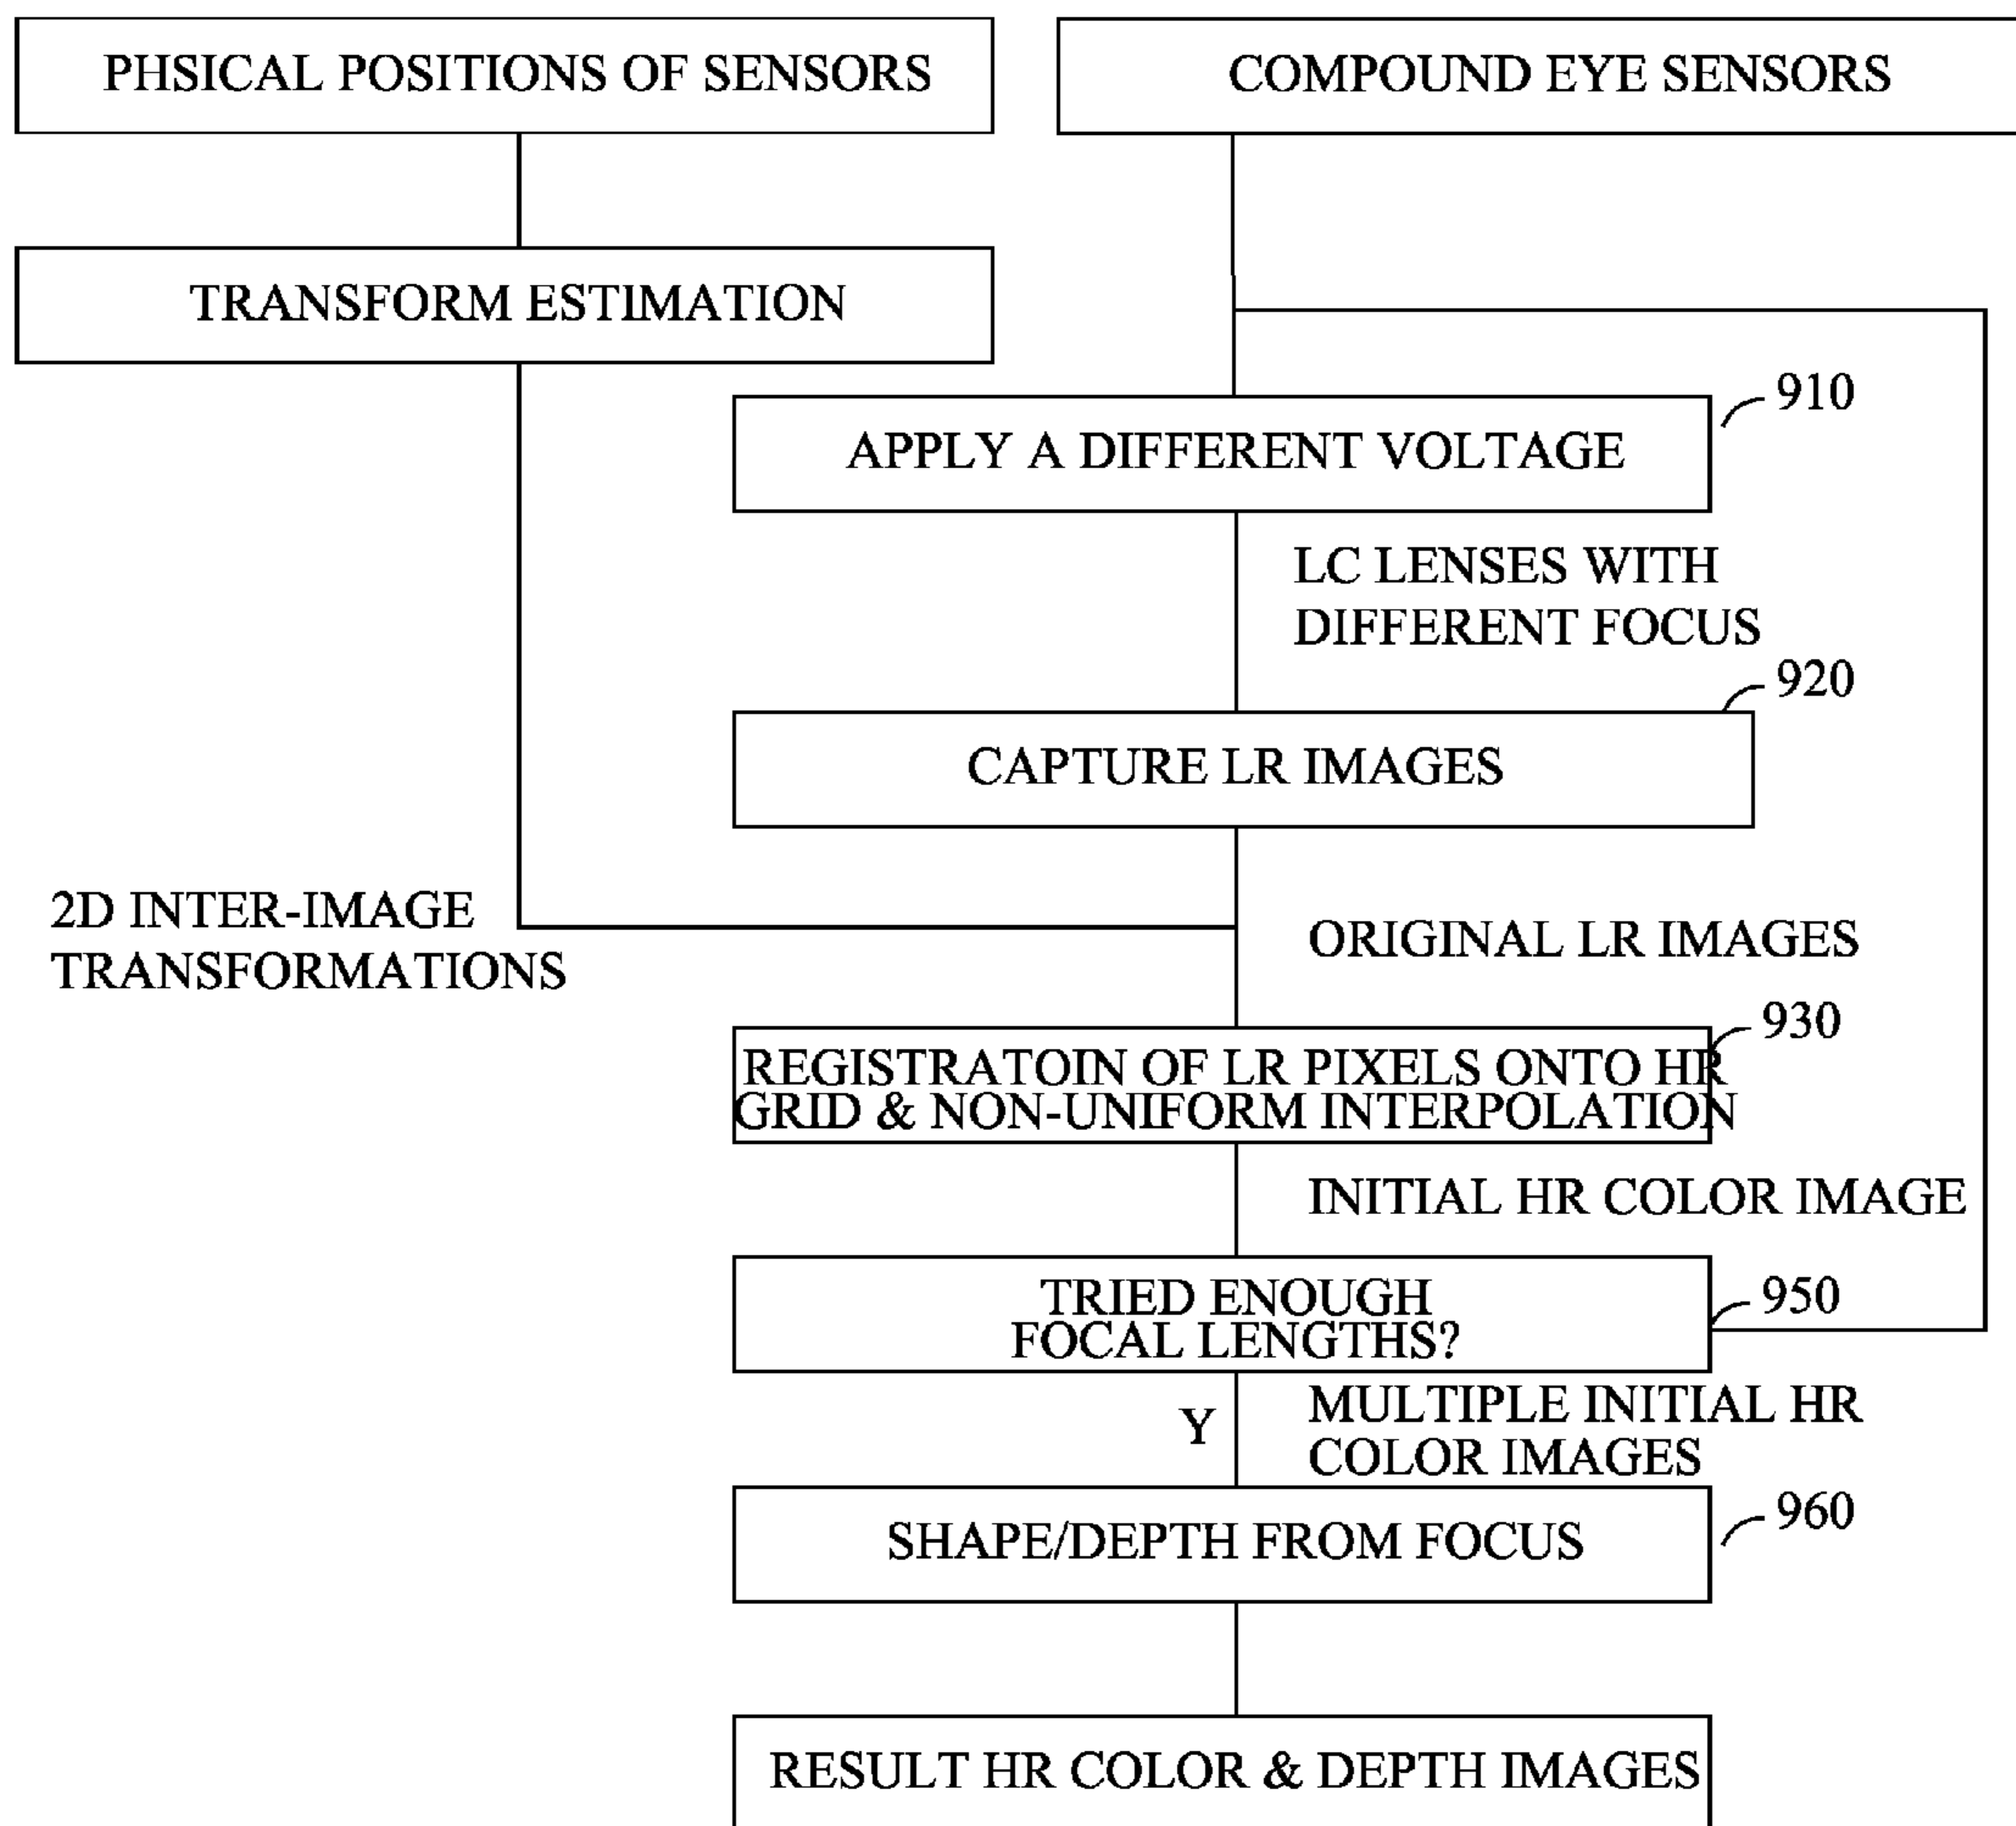 PHSICAL POSITIONS OF SENSORS
COMPOUND EYE SENSORS
TRANSFORM ESTIMATION
910
APPLY A DIFFERENT VOLTAGE
LC LENSES WITH
DIFFERENT FOCUS
920
CAPTURE LR IMAGES
2D INTER-IMAGE
TRANSFORMATIONS
ORIGINAL LR IMAGES
930
REGISTRATOIN OF LR PIXELS ONTO HR
GRID & NON-UNIFORM INTERPOLATION
INITIAL HR COLOR IMAGE
TRIED ENOUGH
FOCAL LENGTHS?
950
Y
MULTIPLE INITIAL HR
COLOR IMAGES
960
SHAPE/DEPTH FROM FOCUS
RESULT HR COLOR & DEPTH IMAGES